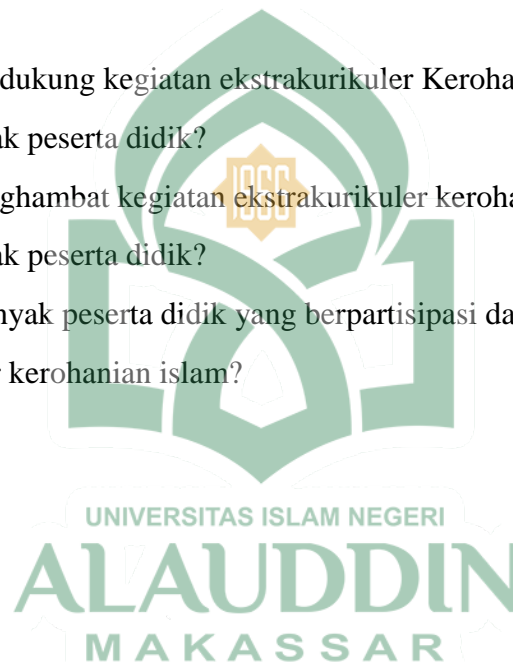 dukung kegiatan ekstrakurikuler Keroha
ak peserta didik?
ghambat kegiatan ekstrakurikuler keroha
ak peserta didik?
nyak peserta didik yang berpartisipasi da
r kerohanian islam?
1965
UNIVERSITAS ISLAM NEGERI
ALAUDDIN
MAKASSAR